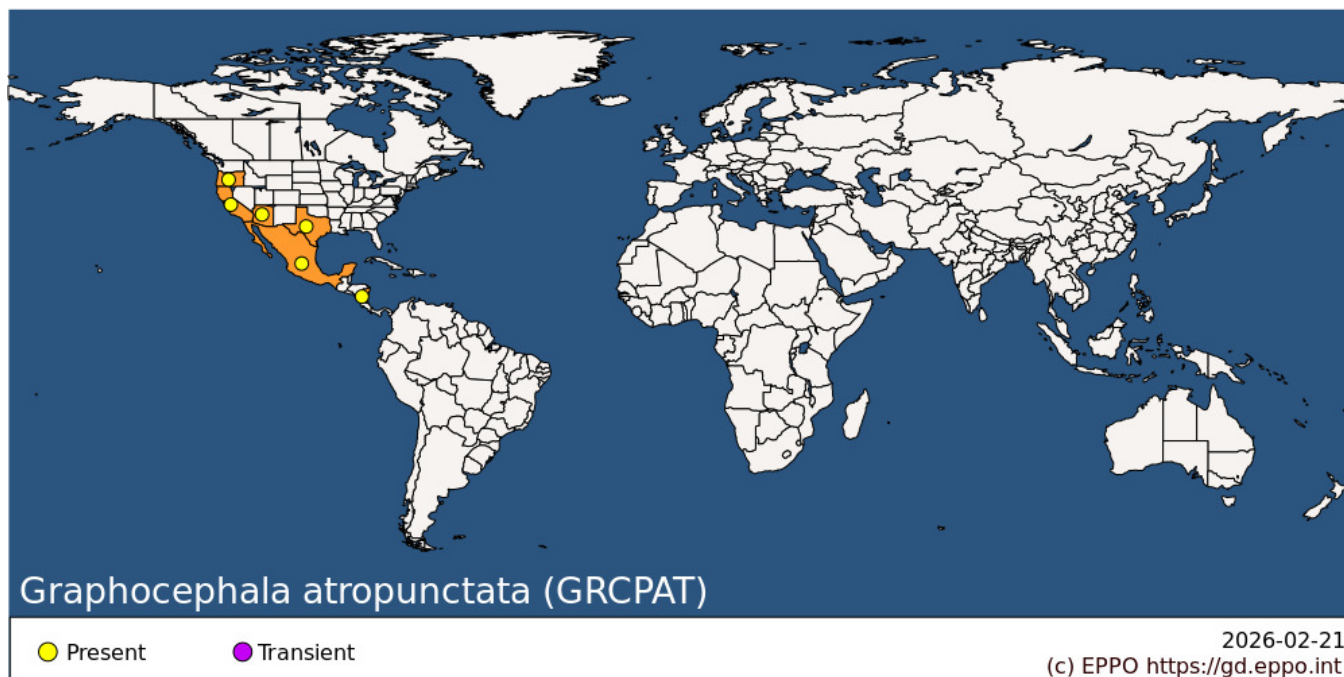 Graphocephala atropunctata (GRCPAT)
Present
Transient
2026-02-21
(c) EPPO https://gd.eppo.int